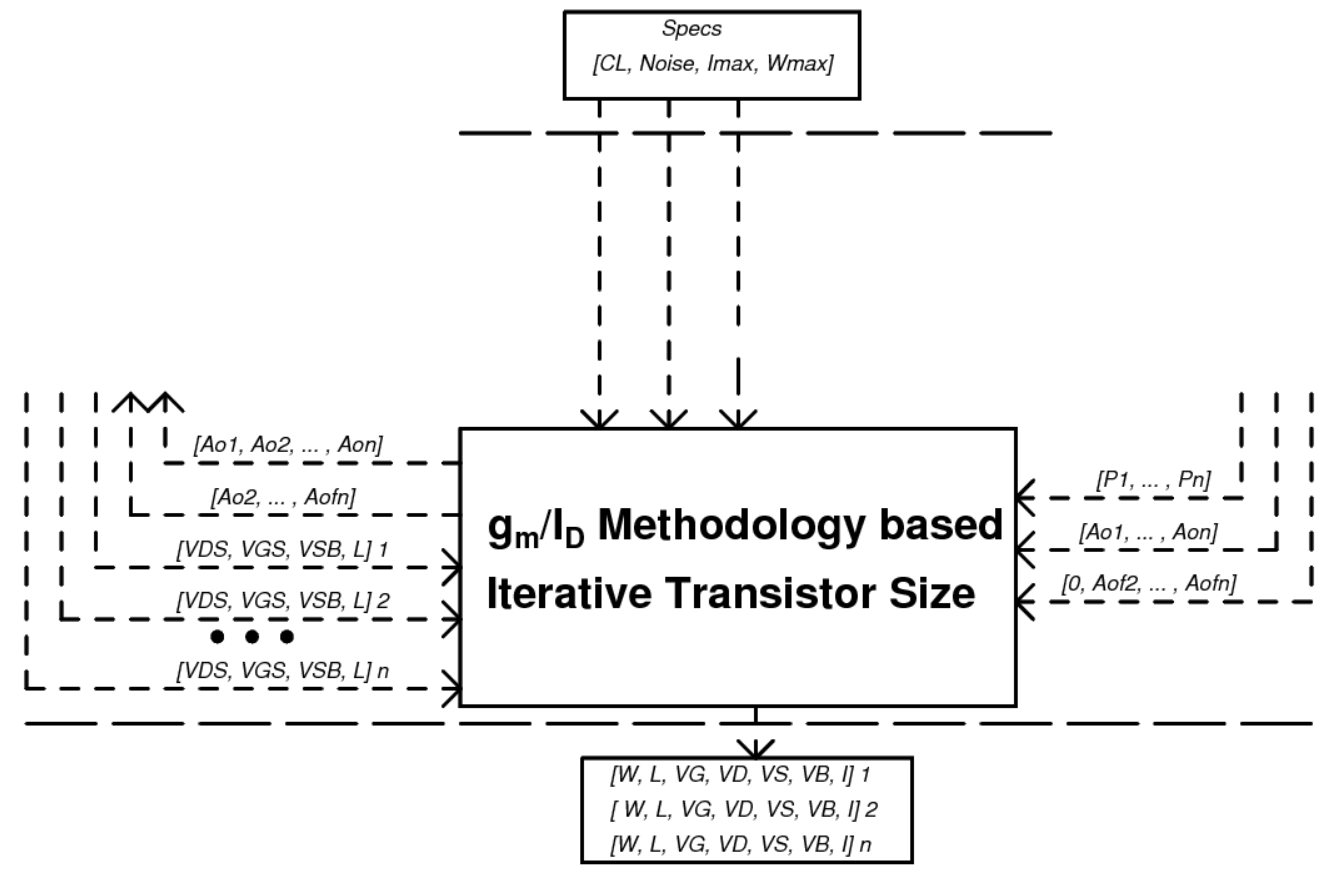 Specs
[CL, Noise, Imax, Wmax]
[Ao1, Ao2, ... , Aon]
[Ao2, ... , Aofn]
[VDS, VGS, VSB, L] 1
[VDS, VGS, VSB, L] 2
[VDS, VGS, VSB, L] n
gm/ID Methodology based
Iterative Transistor Size
[P1, ... , Pn]
[Ao1, ... , Aon]
[0, Aof2, ... , Aofn]
[W, L, VG, VD, VS, VB, I] 1
[ W, L, VG, VD, VS, VB, I] 2
[W, L, VG, VD, VS, VB, I] n